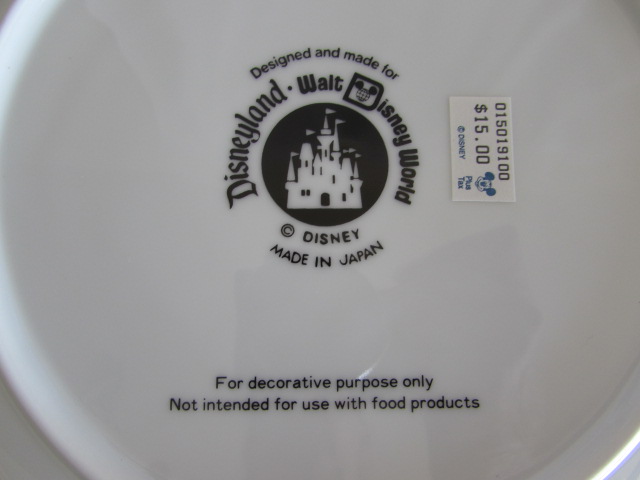 Designed and made for
Disneyland · Walt Disney World
© DISNEY
MADE IN JAPAN
015019100
$15.00
© DISNEY
Plus
Tax
For decorative purpose only
Not intended for use with food products